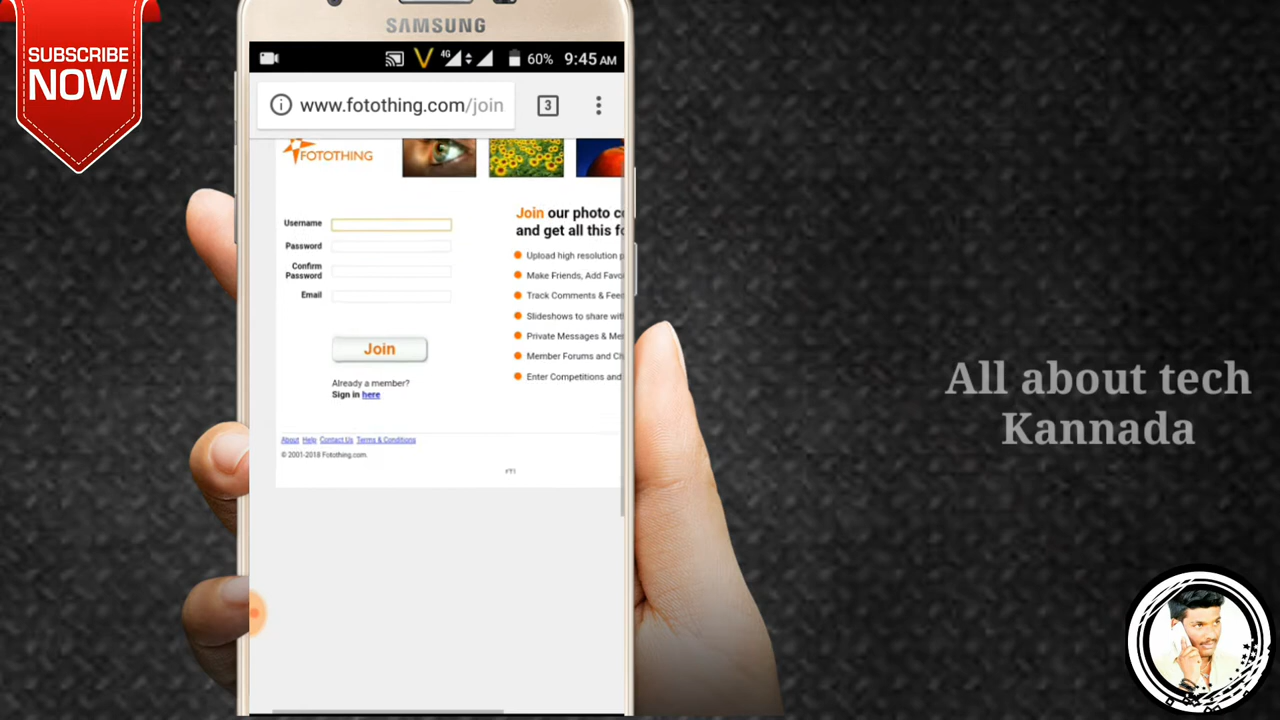 SUBSCRIBE
NOW
SAMSUNG
4G 60% 9:45 AM
www.fotothing.com/join
3
FOTOTHING
Username
Password
Confirm
Password
Email
Join
Already a member?
Sign in here
About Help Contact Us Terms & Conditions
© 2001-2018 Fotothing.com.
Join our photo
and get all this
Upload high resolution
Make Friends, Add
Track Comments &
Slideshows to share
Private Messages &
Member Forums and
Enter Competitions and
All about tech
Kannada